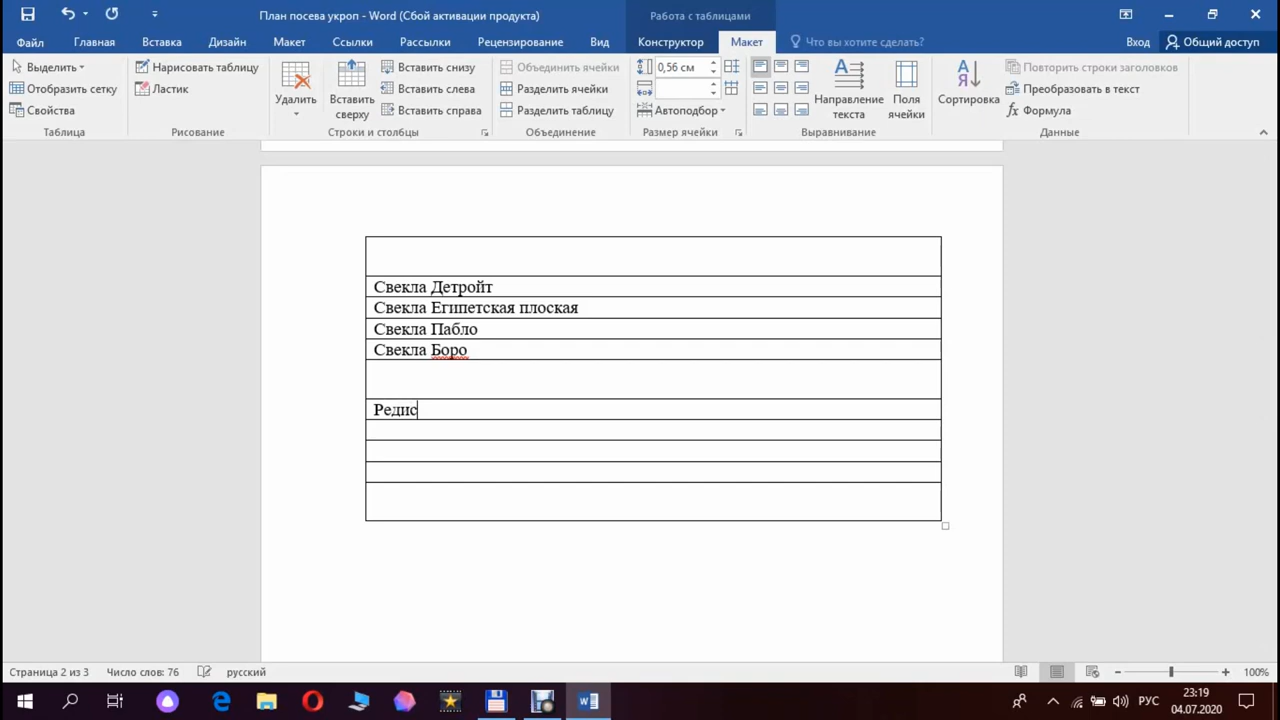 План посева укроп - Word (Сбой активации продукта)
Работа с таблицами
Файл Главная Вставка Дизайн Макет Ссылки Рассылки Рецензирование Вид Конструктор Макет Что вы хотите сделать? Вход Общий доступ
Выделить Нарисовать таблицу Вставить снизу Объединить ячейки 0,56 см Повторить строки заголовков
Отобразить сетку Ластик Вставить слева Разделить ячейки Преобразовать в текст
Свойства Удалить Вставить сверху Вставить справа Разделить таблицу Автоподбор Направление текста Поля ячейки Сортировка Формула
Таблица Рисование Строки и столбцы Объединение Размер ячейки Выравнивание Данные
Свекла Детройт
Свекла Египетская плоская
Свекла Пабло
Свекла Боро
Редис
Страница 2 из 3 Число слов: 76 русский 100%
РУС 23:19
04.07.2020